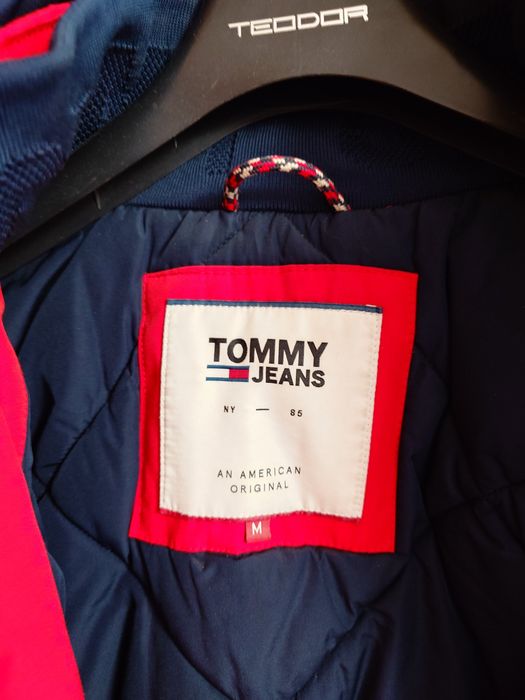 TEODOR
TOMMY
JEANS
NY — 85
AN AMERICAN
ORIGINAL
M